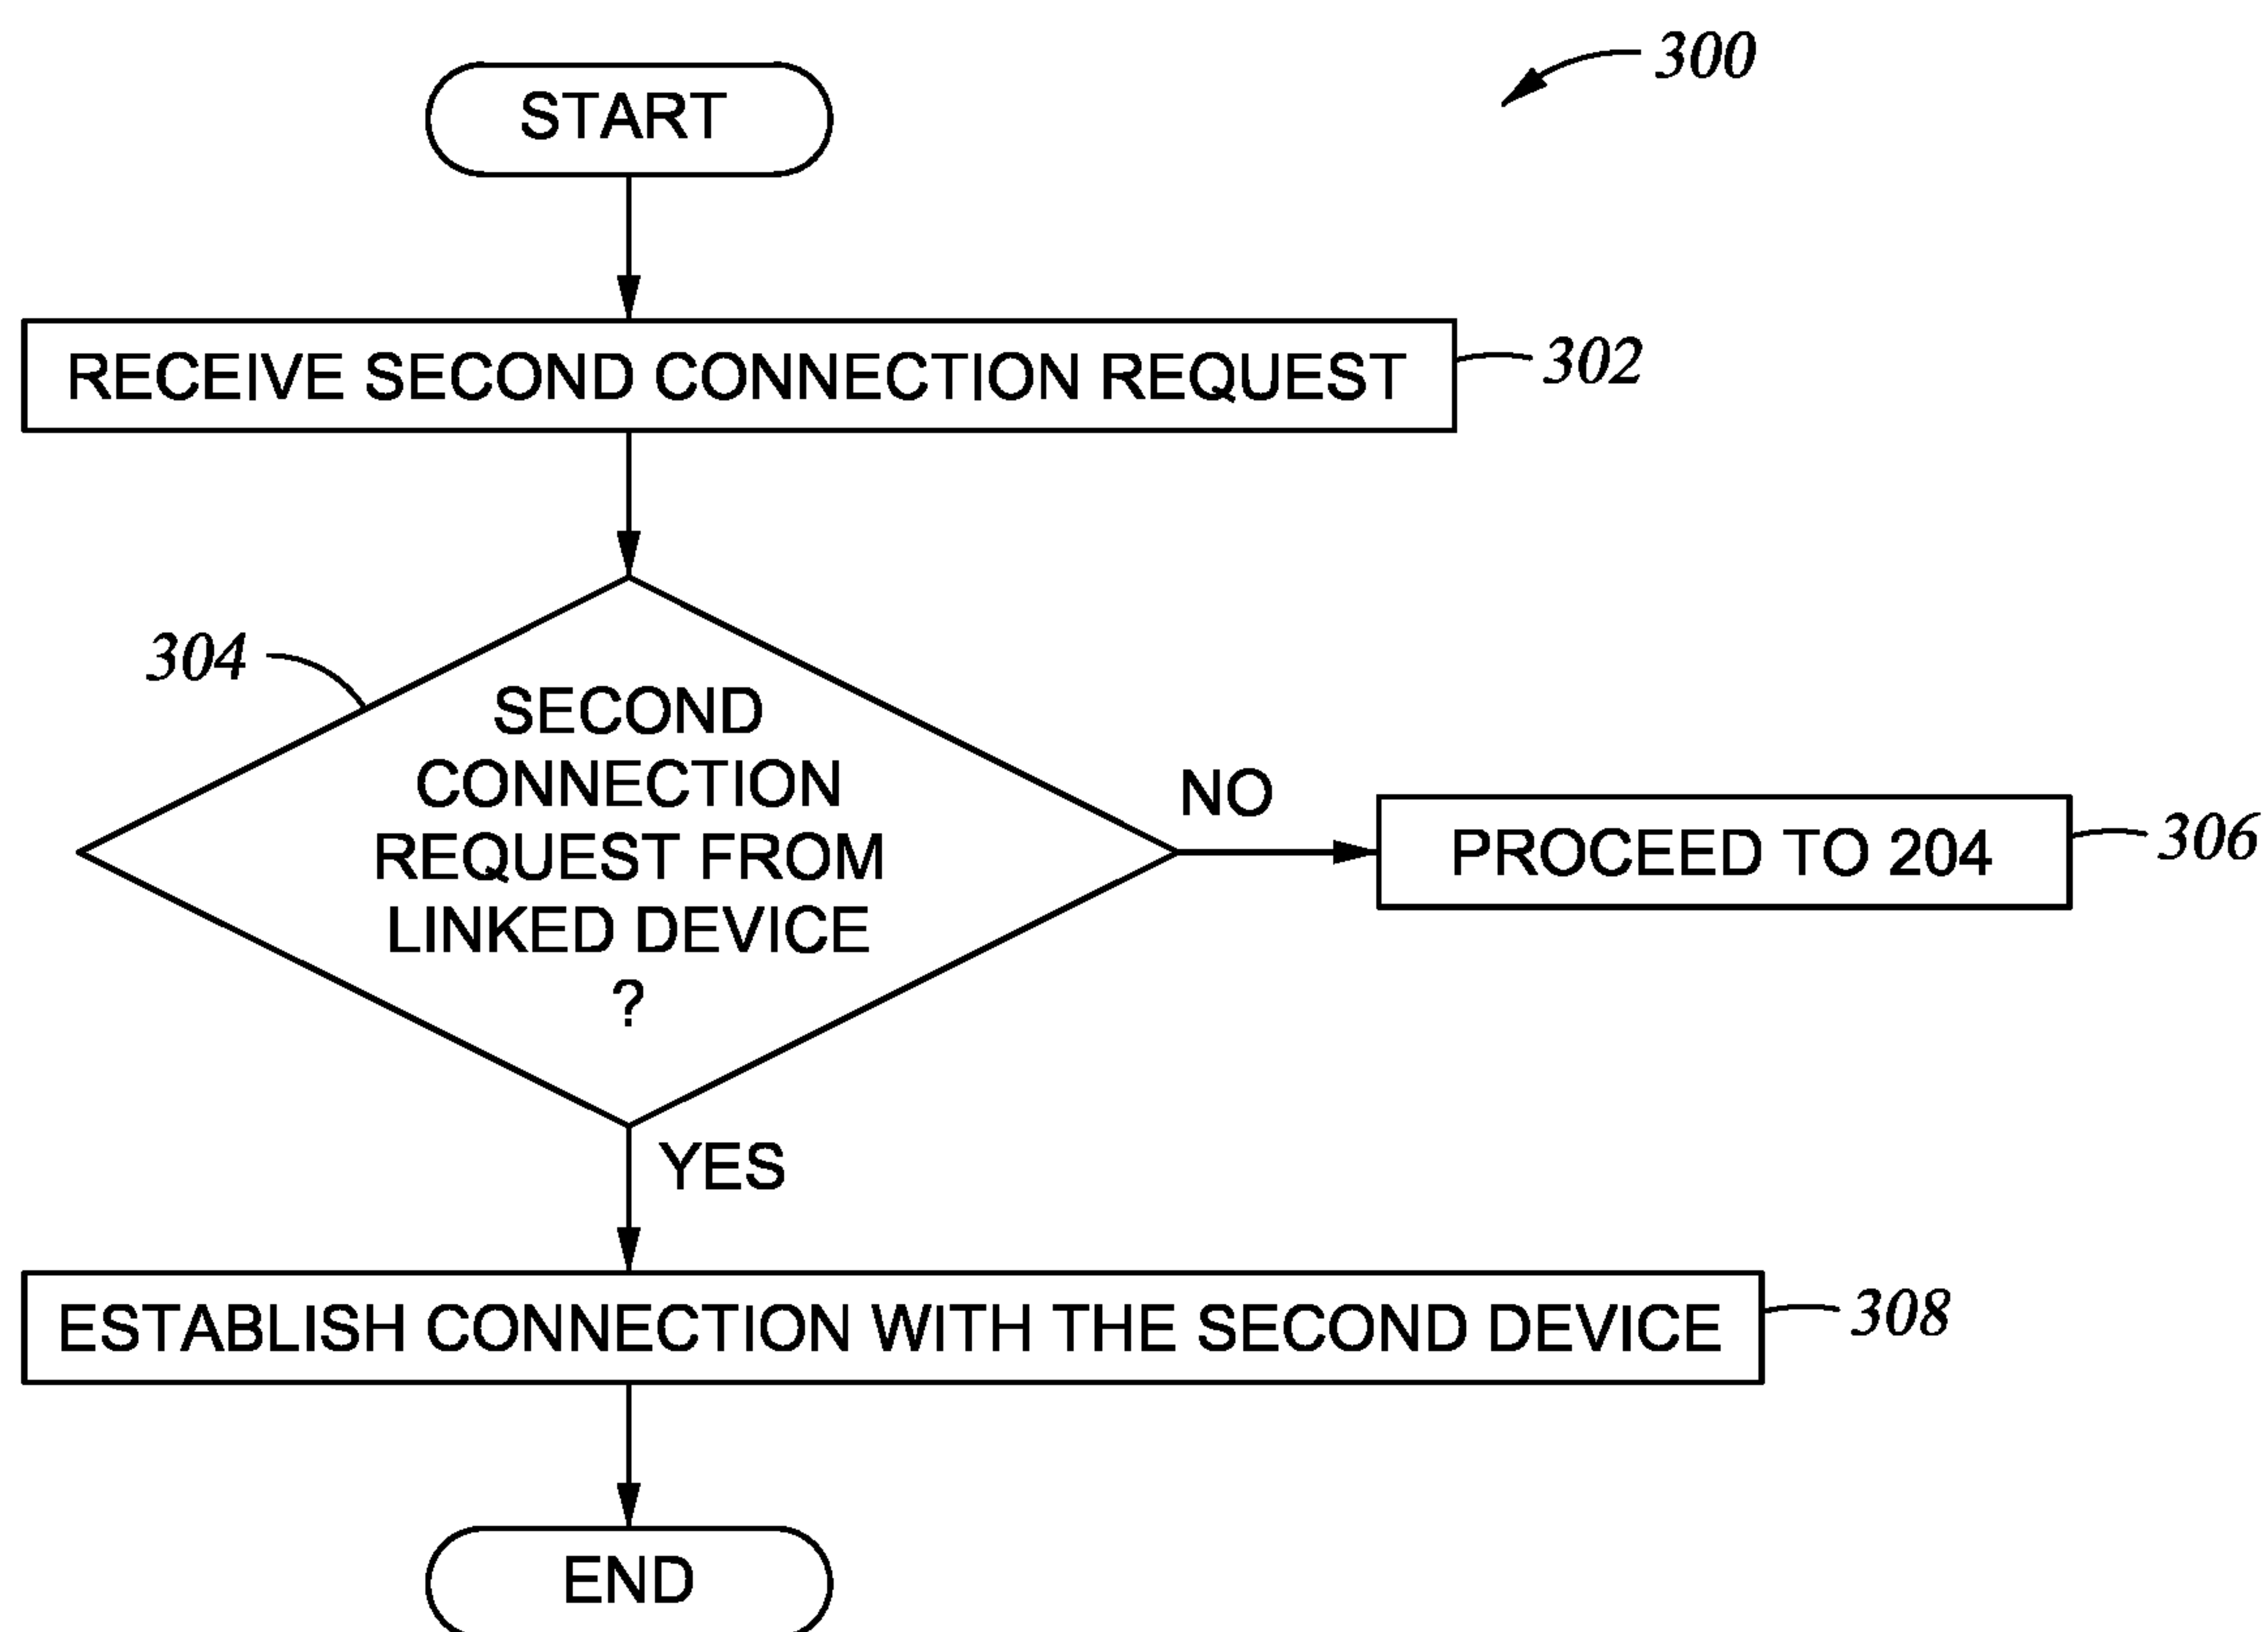 START
300
RECEIVE SECOND CONNECTION REQUEST
302
304
SECOND
CONNECTION
REQUEST FROM
LINKED DEVICE
?
NO
PROCEED TO 204
306
YES
ESTABLISH CONNECTION WITH THE SECOND DEVICE
308
END